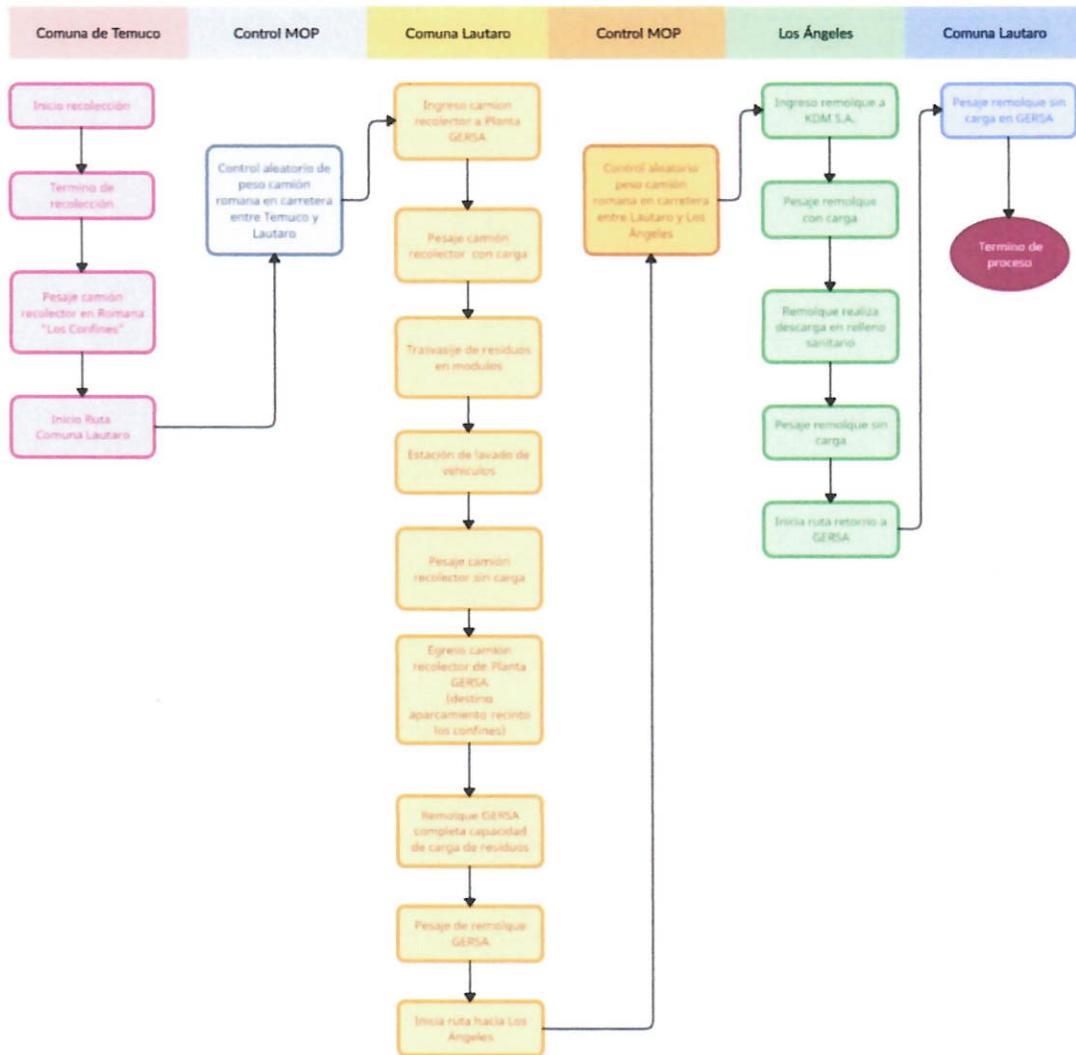 Comuna de Temuco
Control MOP
Comuna Lautaro
Control MOP
Los Ángeles
Comuna Lautaro
Inicio recolección
Termino de
recolección
Pesaje camión
recolector en Romana
"Los Confines"
Inicio Ruta
Comuna Lautaro
Control aleatorio de
peso camión
romana en carretera
entre Temuco y
Lautaro
Ingreso camion
recolector a Planta
GERSA
Pesaje camión
recolector con carga
Trasvasije de residuos
en modulos
Estación de lavado de
vehiculos
Pesaje camión
recolector sin carga
Egreso camion
recolector de Planta
GERSA
(destino
aparcamiento recinto
los confines)
Remolque GERSA
completa capacidad
de carga de residuos
Pesaje de remolque
GERSA
Inicia ruta hacia Los
Ángeles
Control aleatorio
peso camión
romana en carretera
entre Lautaro y Los
Ángeles
Ingreso remolque a
KDM S.A.
Pesaje remolque
con carga
Remolque realiza
descarga en relleno
sanitario
Pesaje remolque sin
carga
Inicia ruta retorno a
GERSA
Pesaje remolque sin
carga en GERSA
Termino de
proceso